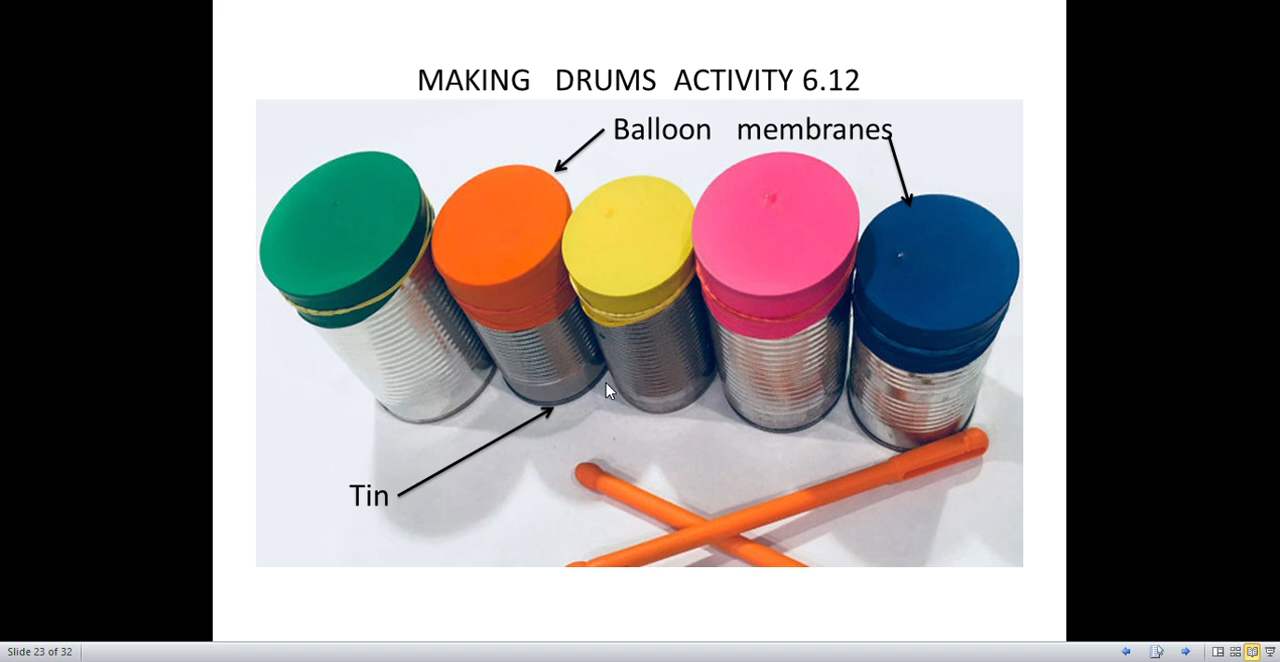 MAKING DRUMS ACTIVITY 6.12
Balloon membranes
Tin
Slide 23 of 32